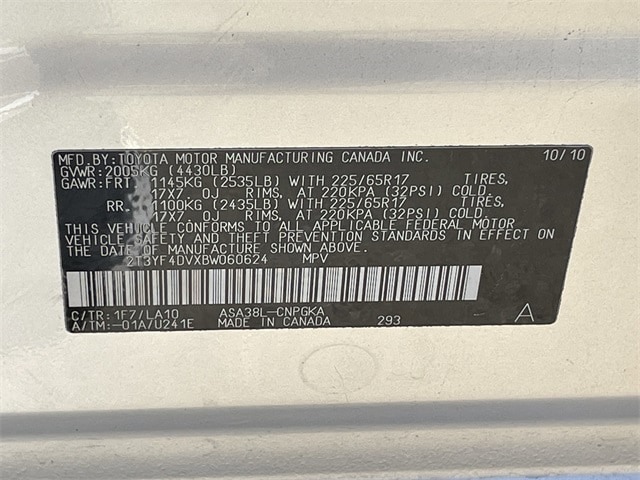 MFD.BY:TOYOTA MOTOR MANUFACTURING CANADA INC. 10/10
GVWR:2005KG (4430LB)
GAWR:FRT. 1145KG (2535LB) WITH 225/65R17 TIRES,
17X7 0J RIMS, AT 220KPA (32PSI) COLD.
RR. 1100KG (2435LB) WITH 225/65R17 TIRES,
17X7 0J RIMS, AT 220KPA (32PSI) COLD.
THIS VEHICLE CONFORMS TO ALL APPLICABLE FEDERAL MOTOR
VEHICLE SAFETY AND THEFT PREVENTION STANDARDS IN EFFECT ON
THE DATE OF MANUFACTURE SHOWN ABOVE.
2T3YF4DVXBW060624 MPV
C/TR:1F7/LA10 ASA38L-CNPGKA
A/TM:-01A/U241E MADE IN CANADA 293 A